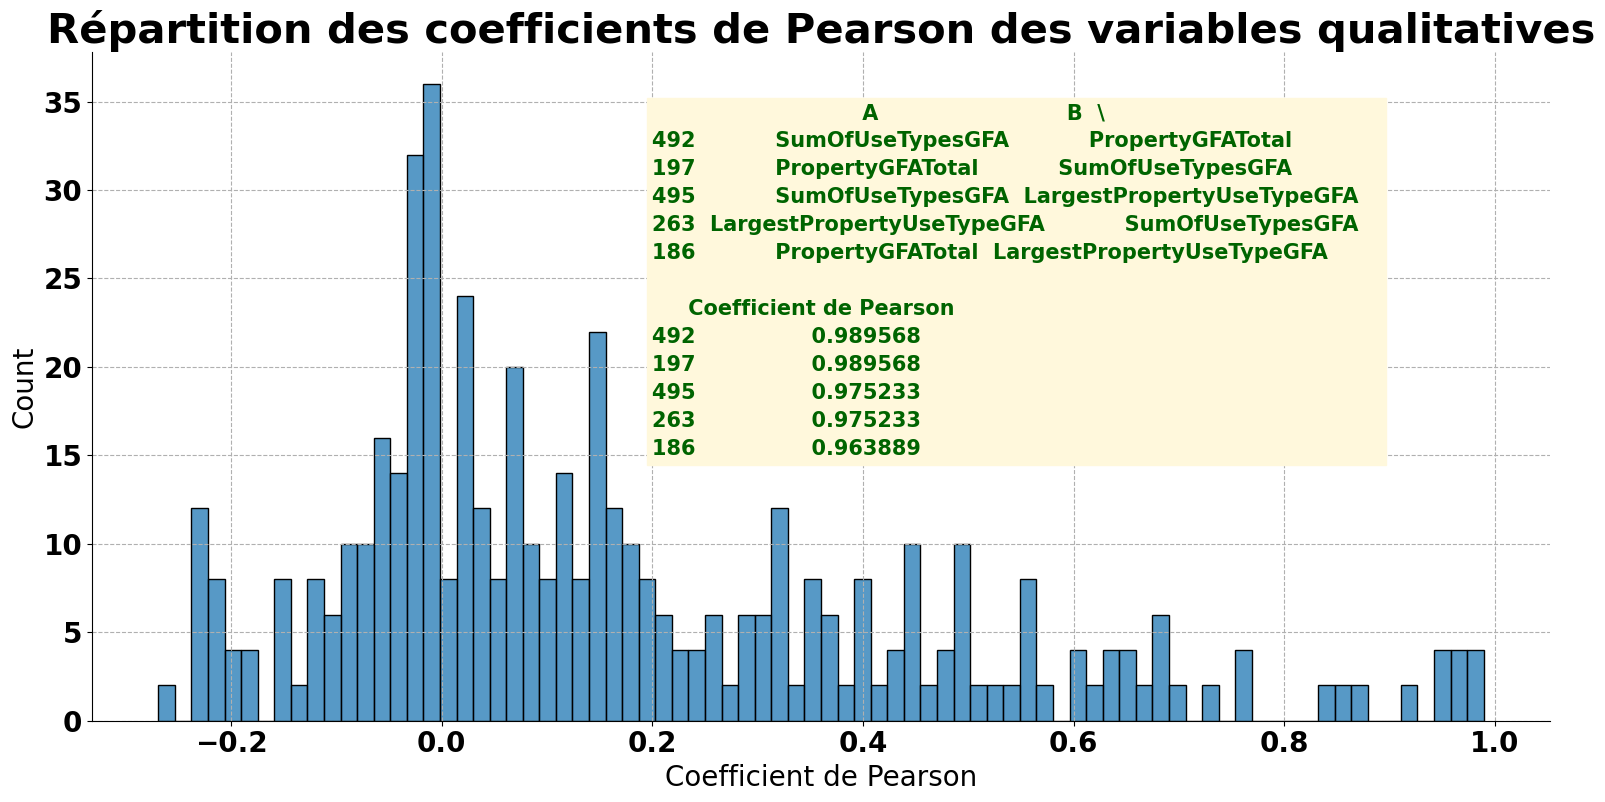 Répartition des coefficients de Pearson des variables qualitatives
35
30
25
20
15
10
5
0
Count
A B \
492 SumOfUseTypesGFA PropertyGFATotal
197 PropertyGFATotal SumOfUseTypesGFA
495 SumOfUseTypesGFA LargestPropertyUseTypeGFA
263 LargestPropertyUseTypeGFA SumOfUseTypesGFA
186 PropertyGFATotal LargestPropertyUseTypeGFA
Coefficient de Pearson
492 0.989568
197 0.989568
495 0.975233
263 0.975233
186 0.963889
−0.2 0.0 0.2 0.4 0.6 0.8 1.0
Coefficient de Pearson